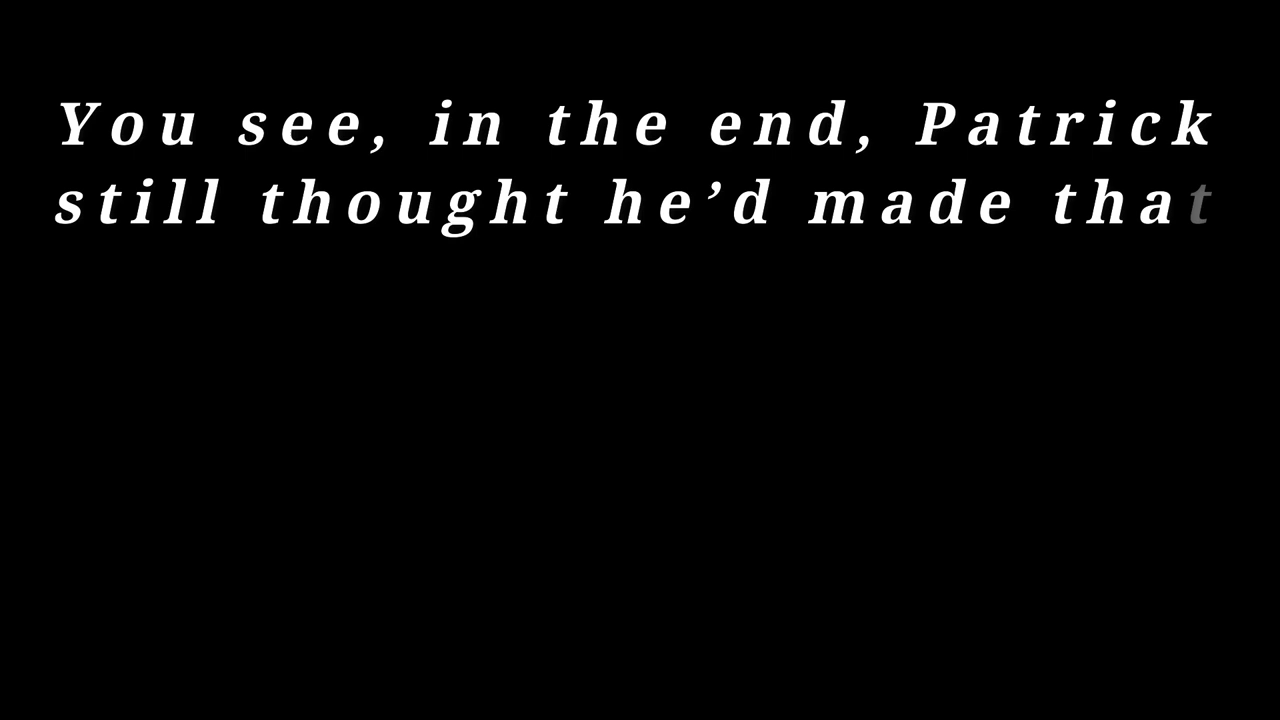 You see, in the end, Patrick
still thought he’d made that